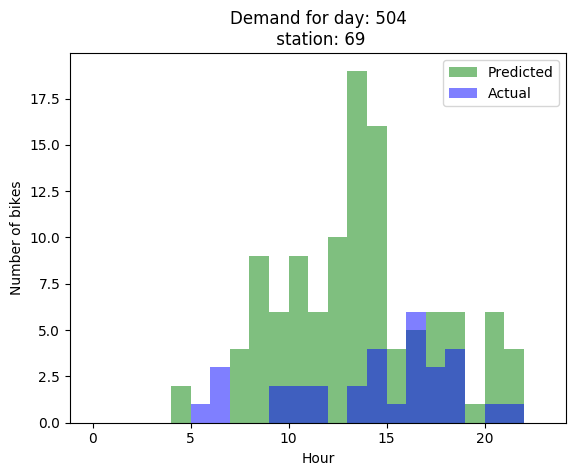 Demand for day: 504
station: 69
Predicted
Actual
Number of bikes
17.5
15.0
12.5
10.0
7.5
5.0
2.5
0.0
0
5
10
15
20
Hour